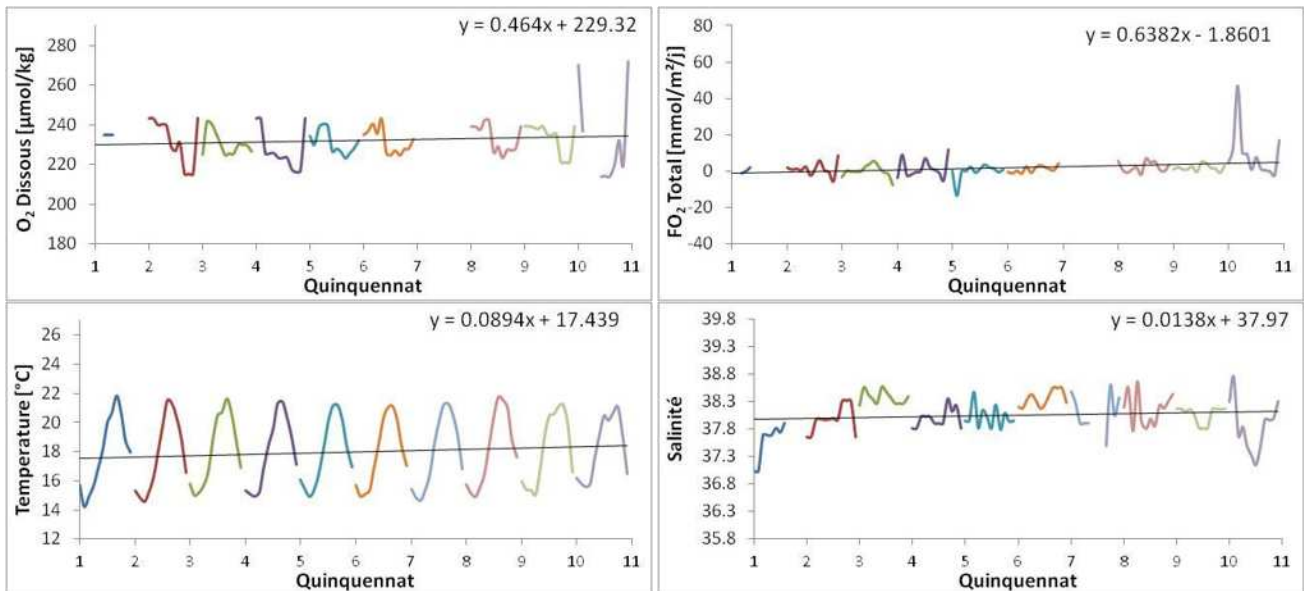 y = 0.464x + 229.32
O₂ Dissous [µmol/kg]
280
260
240
220
200
180
1 2 3 4 5 6 7 8 9 10 11
Quinquennat
y = 0.6382x - 1.8601
FO₂ Total [mmol/m²/j]
80
60
40
20
0
-20
-40
1 2 3 4 5 6 7 8 9 10 11
Quinquennat
y = 0.0894x + 17.439
Temperature [°C]
26
24
22
20
18
16
14
12
1 2 3 4 5 6 7 8 9 10 11
Quinquennat
y = 0.0138x + 37.97
Salinité
39.8
39.3
38.8
38.3
37.8
37.3
36.8
36.3
35.8
1 2 3 4 5 6 7 8 9 10 11
Quinquennat